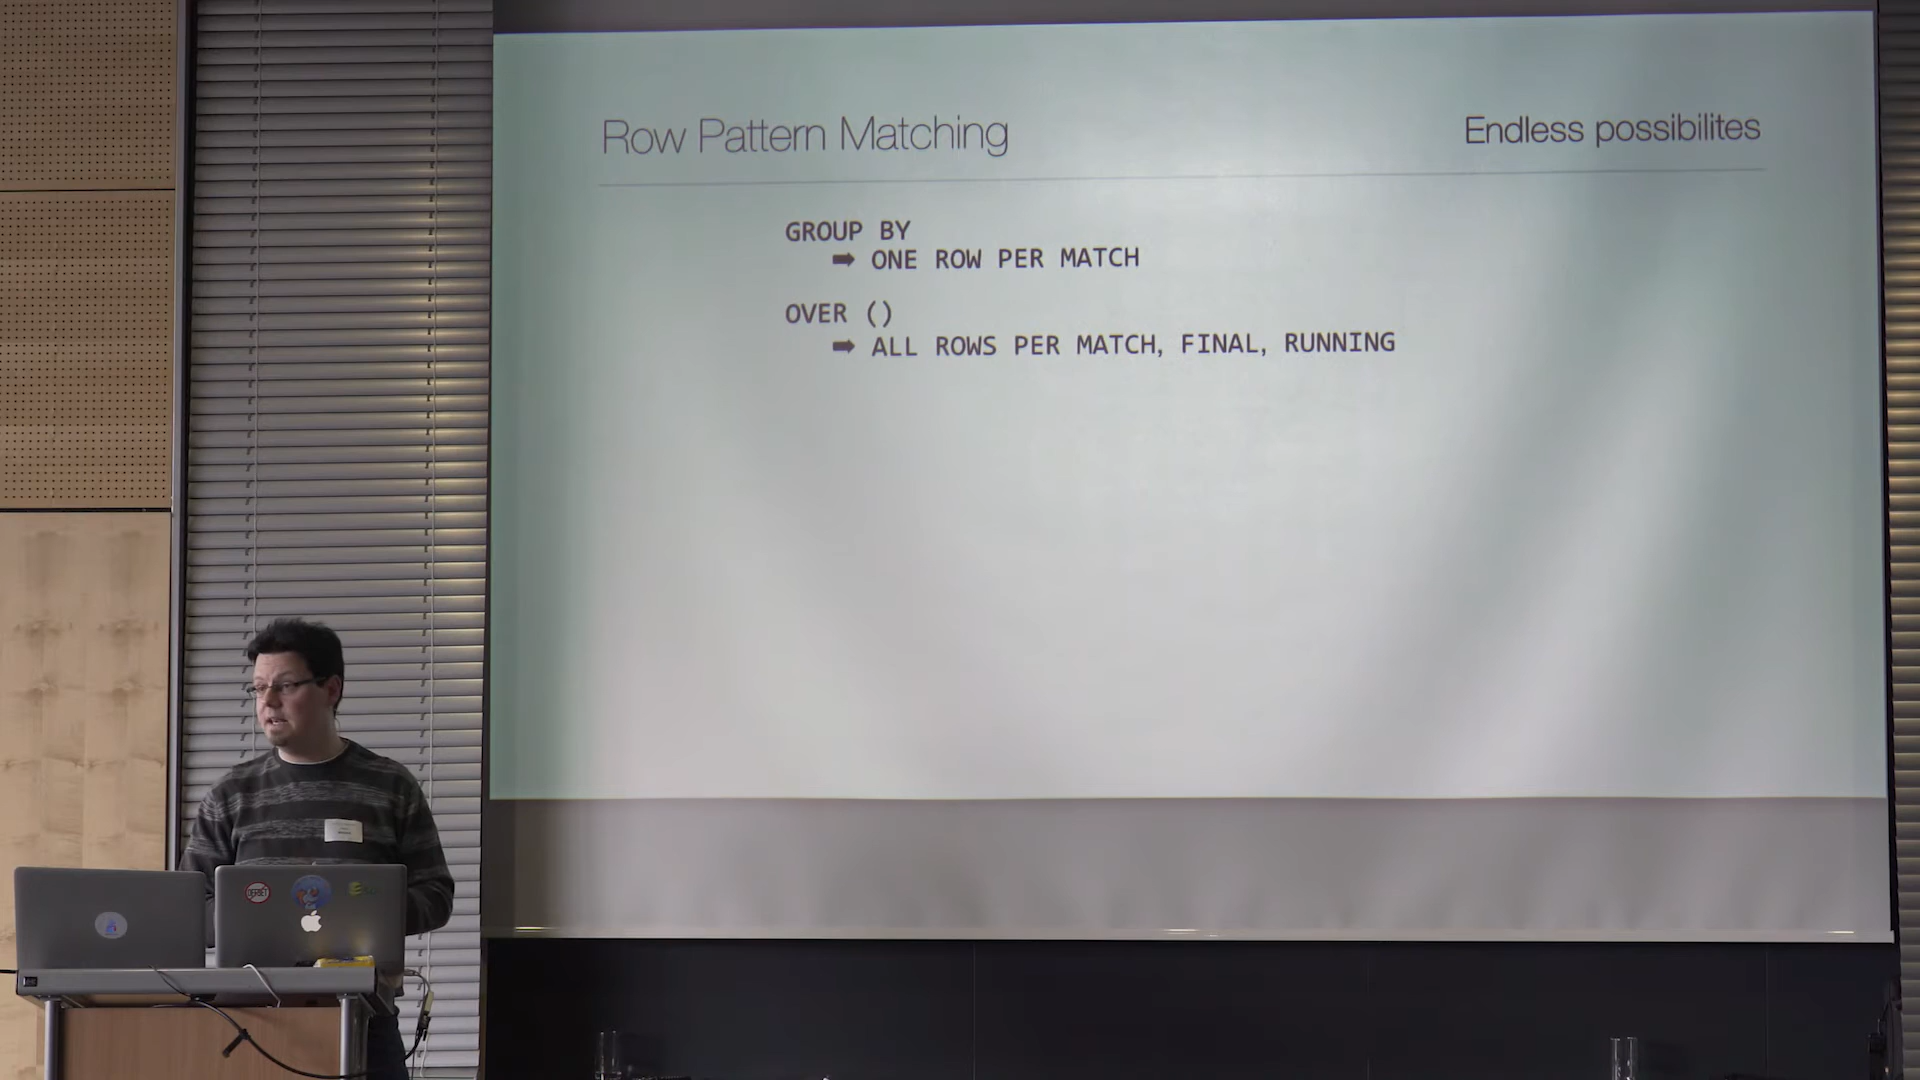 Row Pattern Matching
Endless possibilites
GROUP BY
➡ ONE ROW PER MATCH
OVER ()
➡ ALL ROWS PER MATCH, FINAL, RUNNING